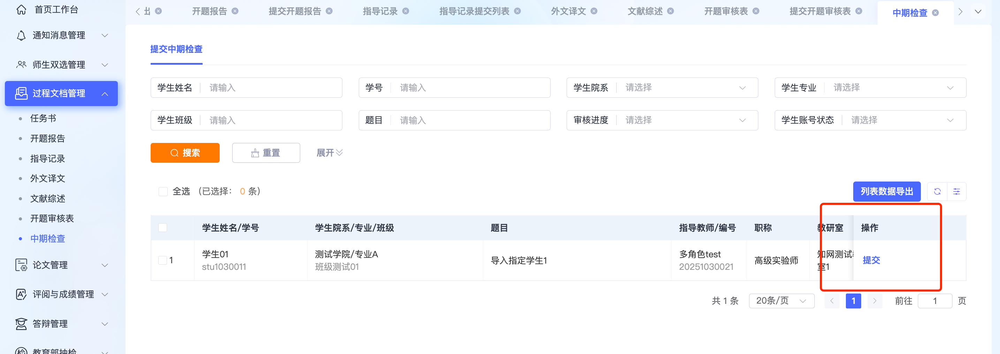 首页工作台
通知消息管理
师生双选管理
过程文档管理
任务书
开题报告
指导记录
外文译文
文献综述
开题审核表
中期检查
论文管理
评阅与成绩管理
答辩管理
教育部抽检
开题报告 提交开题报告 指导记录 指导记录提交列表 外文译文 文献综述 开题审核表 提交开题审核表 中期检查
提交中期检查
学生姓名 请输入 学号 请输入 学生院系 请选择 学生专业 请选择
学生班级 请输入 题目 请输入 审核进度 请选择 学生账号状态 请选择
搜索 重置 展开
全选 (已选择: 0 条) 列表数据导出
学生姓名/学号 学生院系/专业/班级 题目 指导教师/编号 职称 教研室 操作
1 学生01 测试学院/专业A 导入指定学生1 多角色test 高级实验师 知网测试 提交
stu1030011 班级测试01 20251030021 室1
共 1 条 20条/页 1 前往 1 页